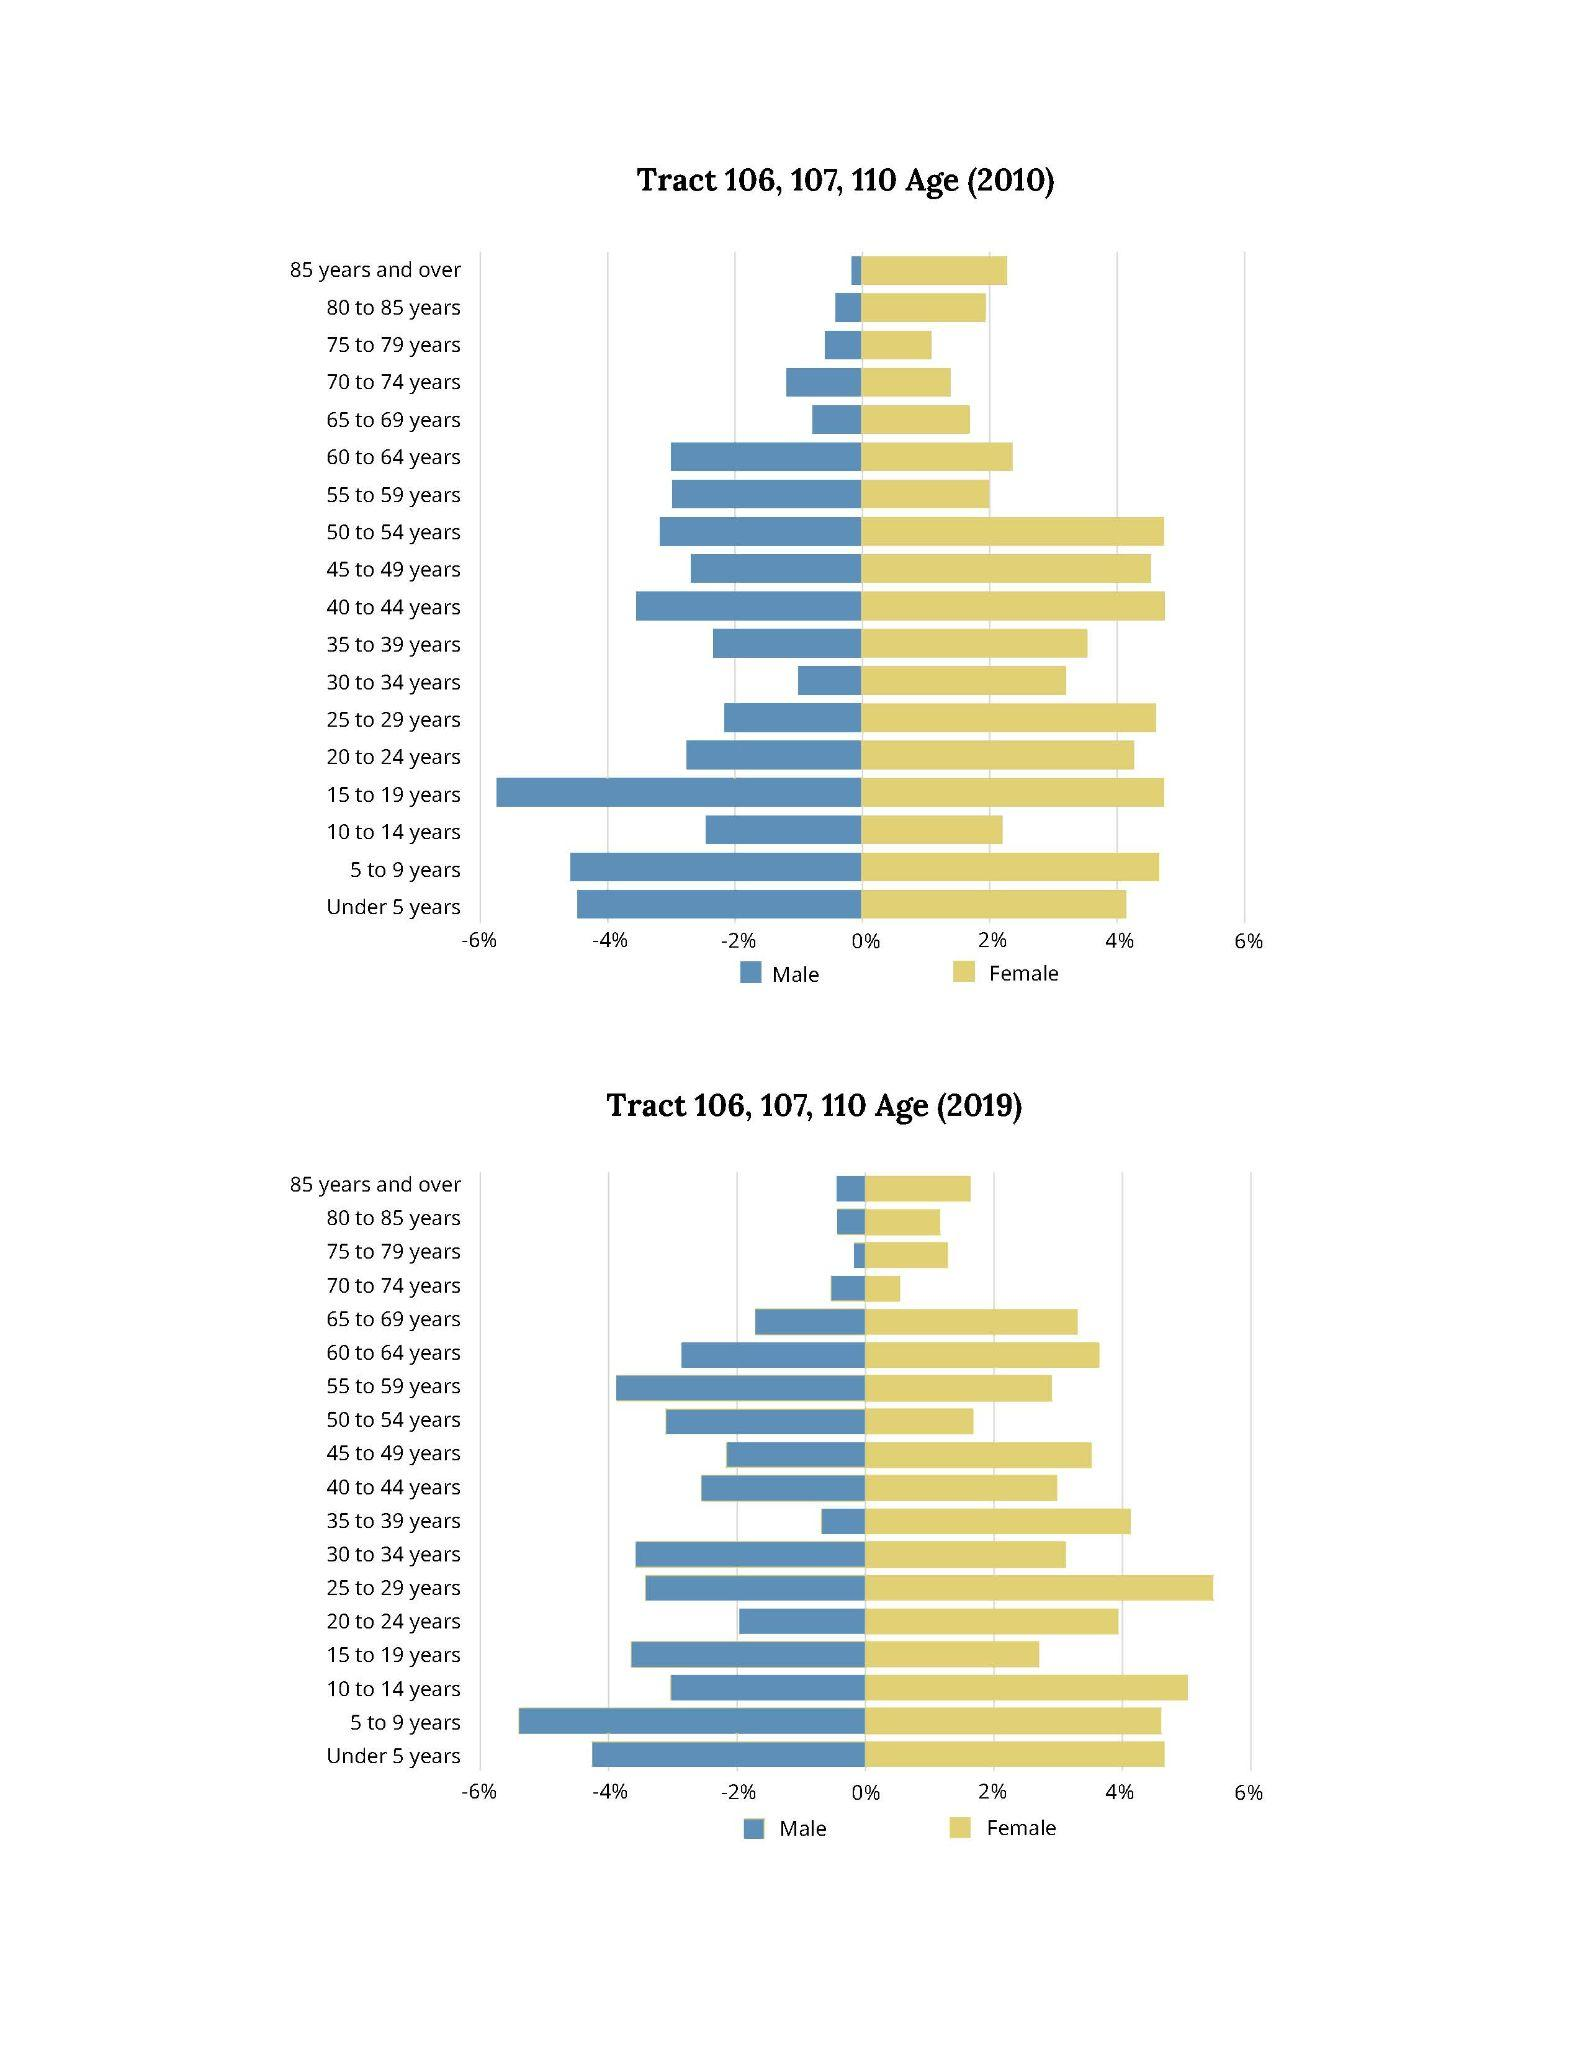 Tract 106, 107, 110 Age (2010)
85 years and over
80 to 85 years
75 to 79 years
70 to 74 years
65 to 69 years
60 to 64 years
55 to 59 years
50 to 54 years
45 to 49 years
40 to 44 years
35 to 39 years
30 to 34 years
25 to 29 years
20 to 24 years
15 to 19 years
10 to 14 years
5 to 9 years
Under 5 years
-6% -4% -2% 0% 2% 4% 6%
Male Female
Tract 106, 107, 110 Age (2019)
85 years and over
80 to 85 years
75 to 79 years
70 to 74 years
65 to 69 years
60 to 64 years
55 to 59 years
50 to 54 years
45 to 49 years
40 to 44 years
35 to 39 years
30 to 34 years
25 to 29 years
20 to 24 years
15 to 19 years
10 to 14 years
5 to 9 years
Under 5 years
-6% -4% -2% 0% 2% 4% 6%
Male Female